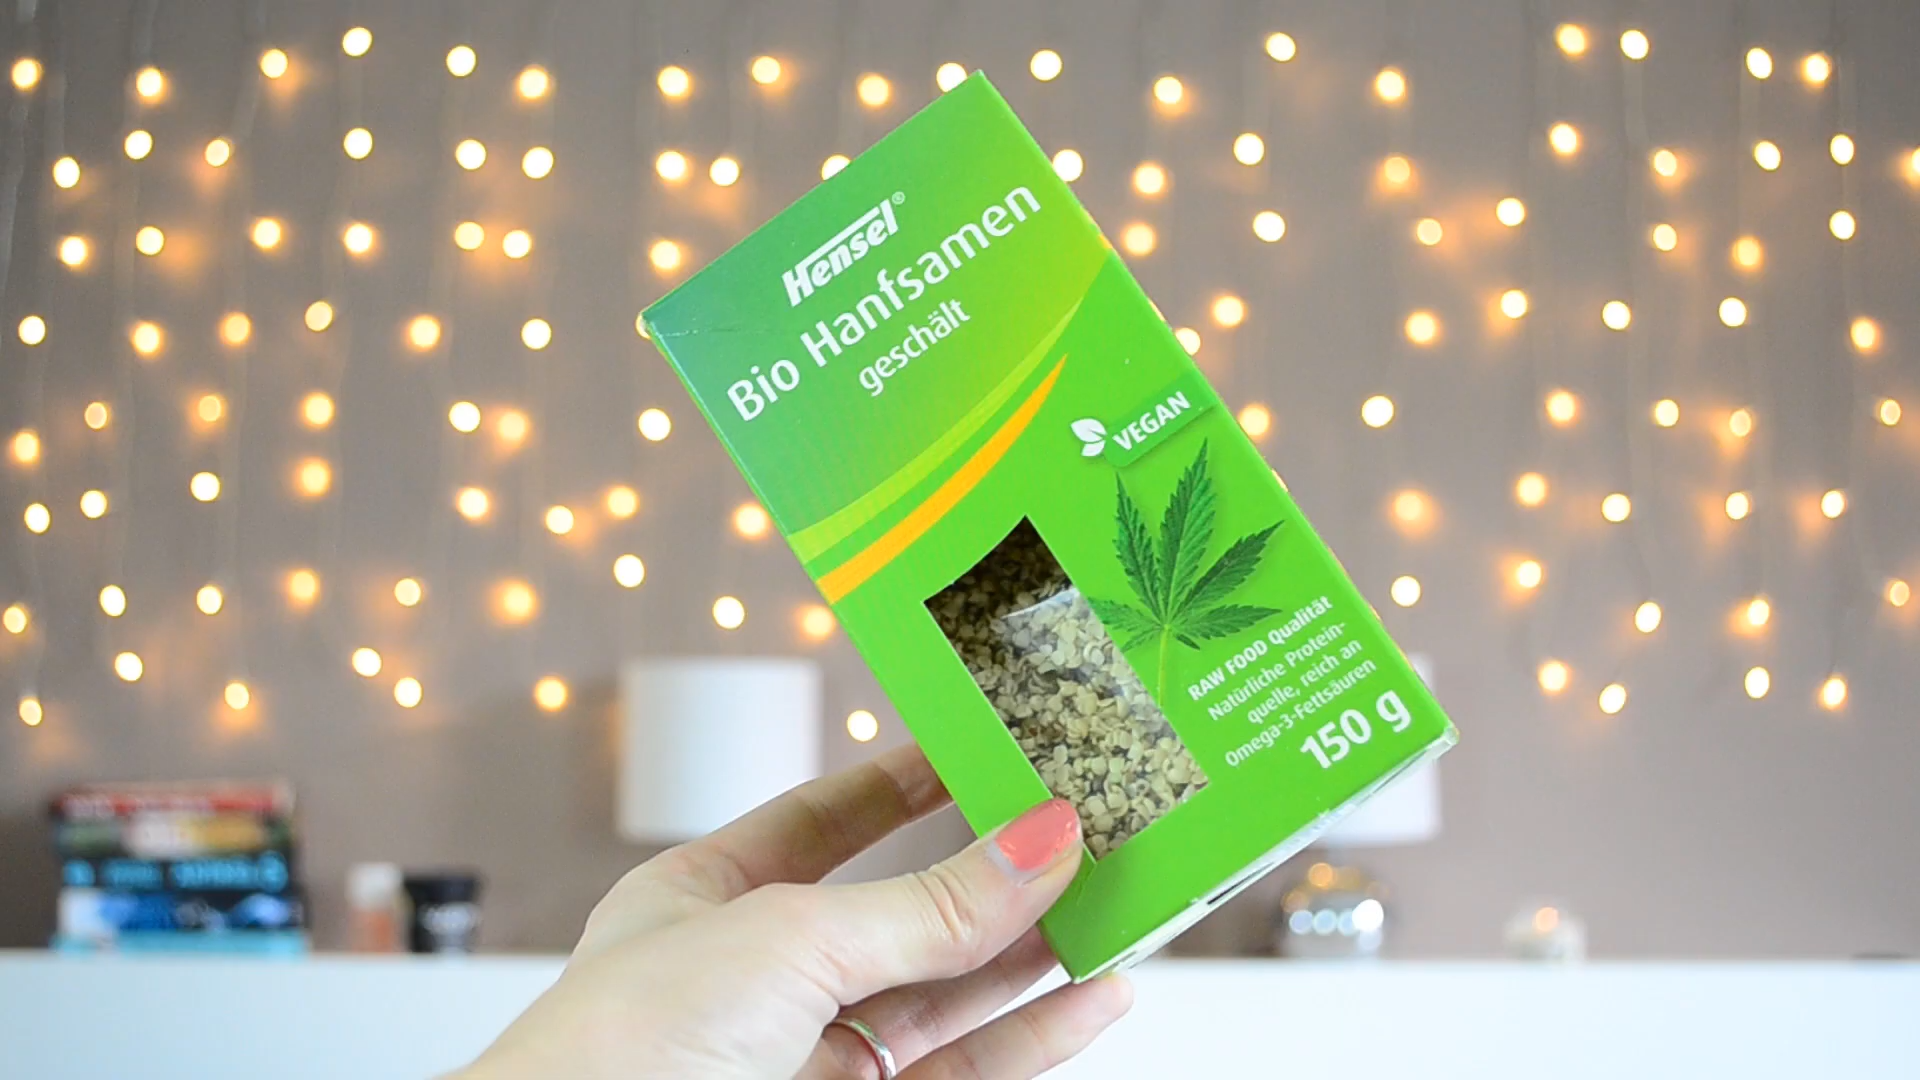 Hensel®
Bio Hanfsamen
geschält
VEGAN
RAW FOOD Qualität
Natürliche Protein-
quelle, reich an
Omega-3-Fettsäuren
150 g